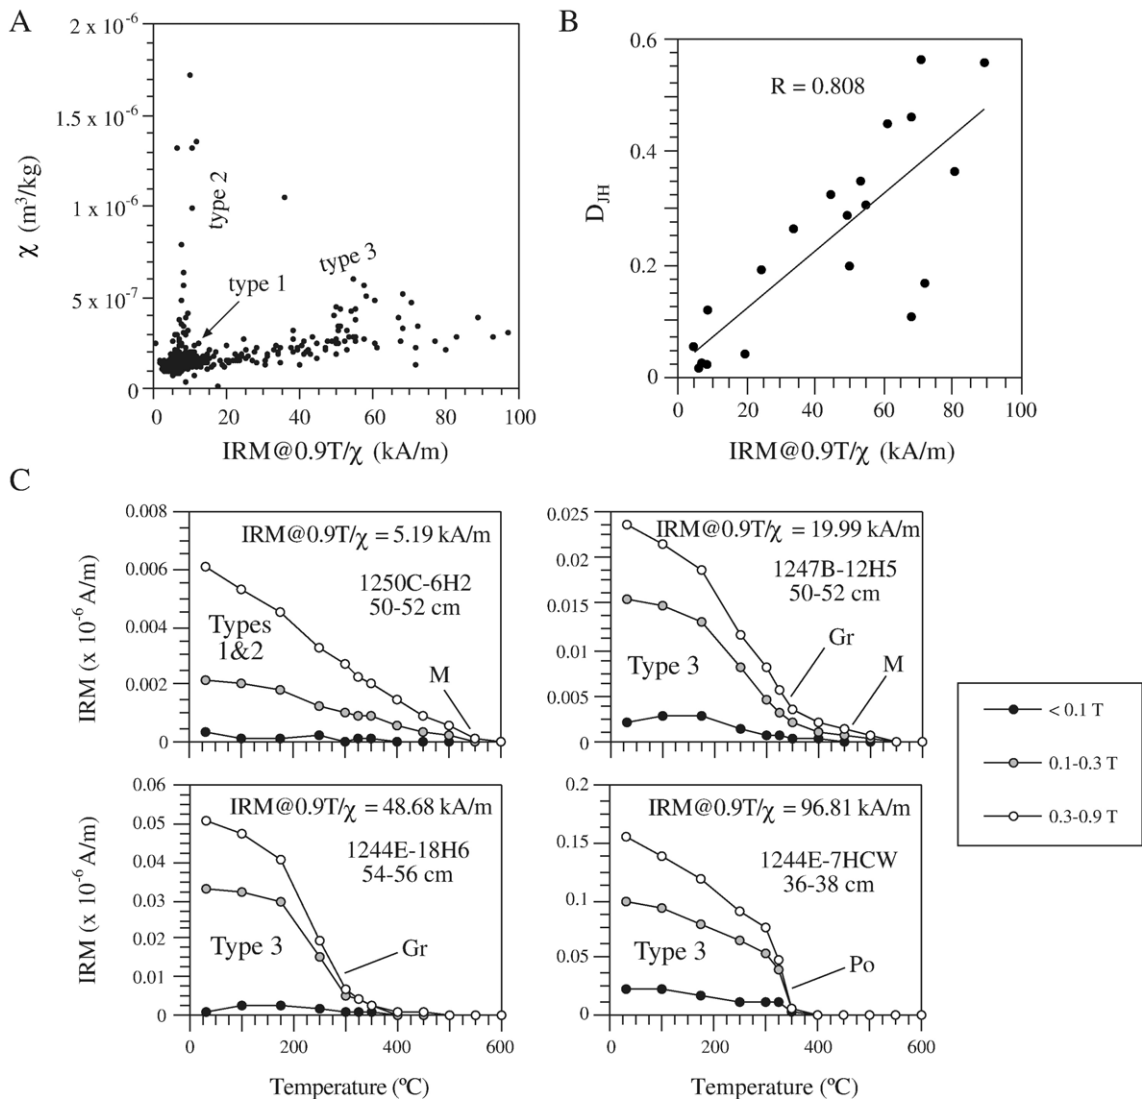 A
2 x 10⁻⁶
1.5 x 10⁻⁶
1 x 10⁻⁶
5 x 10⁻⁷
0
χ (m³/kg)
type 2
type 1
type 3
0 20 40 60 80 100
IRM@0.9T/χ (kA/m)
B
0.6
0.4
0.2
0
D_JH
R = 0.808
0 20 40 60 80 100
IRM@0.9T/χ (kA/m)
C
0.008
0.006
0.004
0.002
0
IRM (x 10⁻⁶ A/m)
IRM@0.9T/χ = 5.19 kA/m
1250C-6H2
50-52 cm
Types
1&2
M
0.025
0.02
0.015
0.01
0.005
0
IRM@0.9T/χ = 19.99 kA/m
1247B-12H5
50-52 cm
Type 3
Gr
M
< 0.1 T
0.1-0.3 T
0.3-0.9 T
0.06
0.05
0.04
0.03
0.02
0.01
0
IRM (x 10⁻⁶ A/m)
IRM@0.9T/χ = 48.68 kA/m
1244E-18H6
54-56 cm
Type 3
Gr
0 200 400 600
Temperature (ºC)
0.2
0.15
0.1
0.05
0
IRM@0.9T/χ = 96.81 kA/m
1244E-7HCW
36-38 cm
Type 3
Po
0 200 400 600
Temperature (ºC)